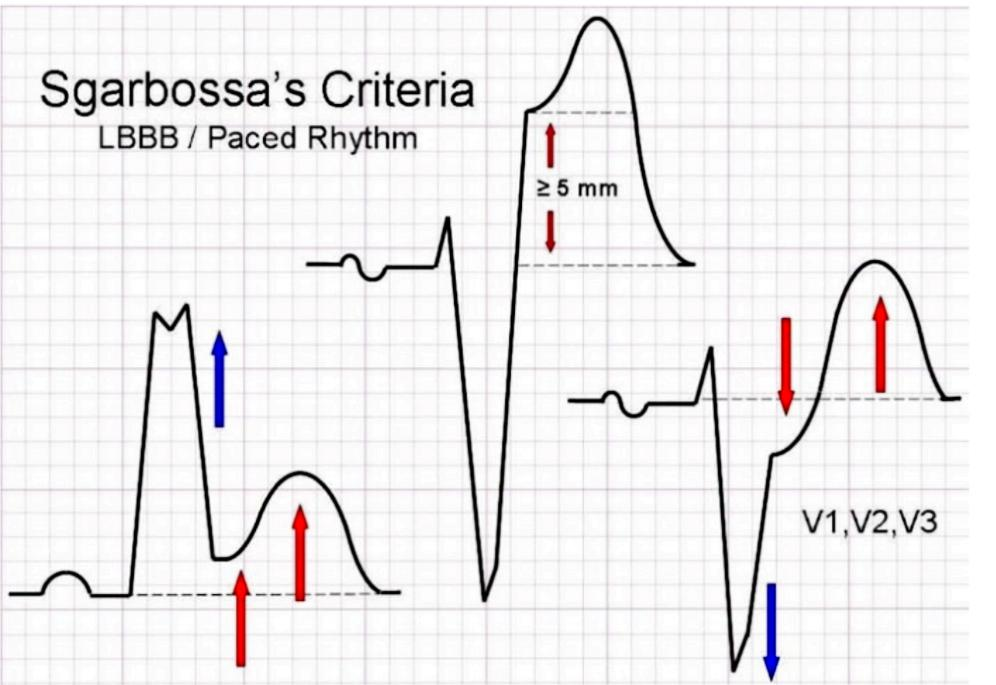 Sgarbossa's Criteria
LBBB / Paced Rhythm
≥ 5 mm
V1,V2,V3